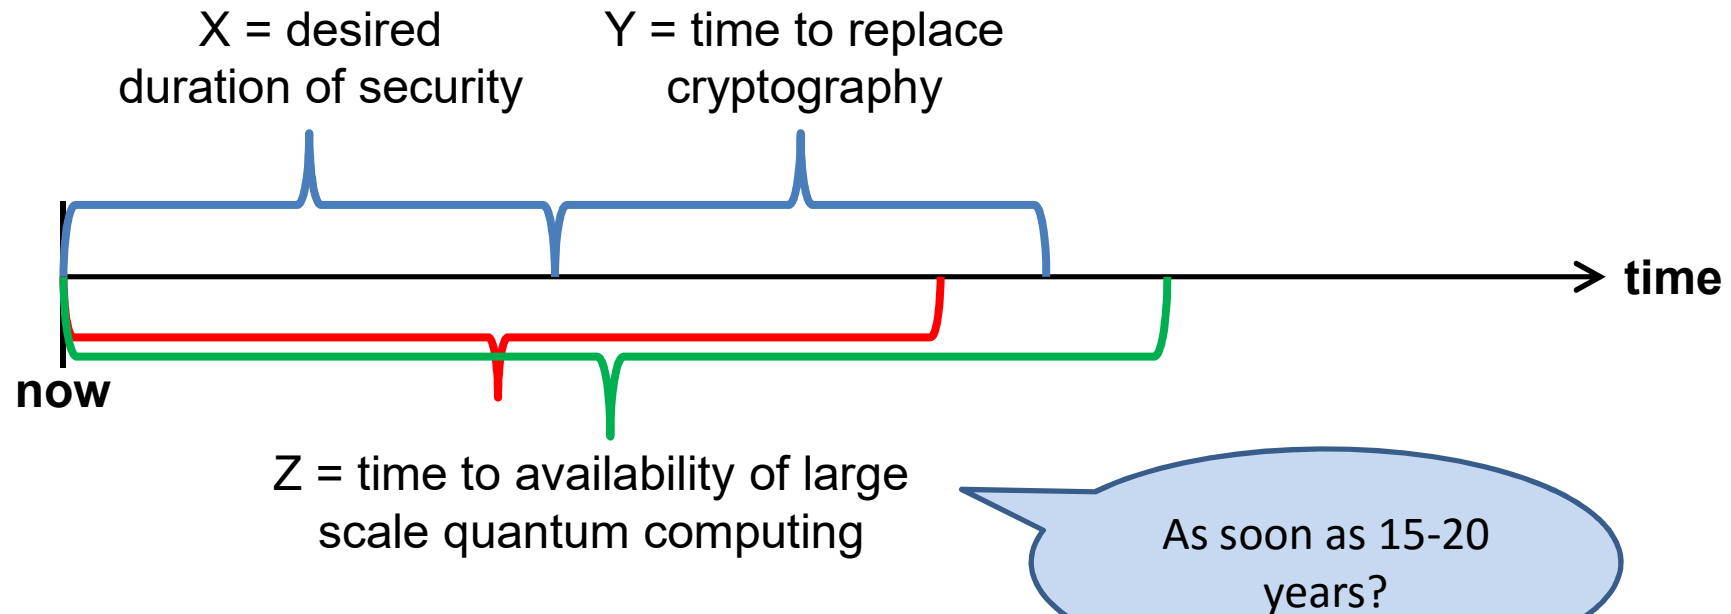 X = desired
duration of security
Y = time to replace
cryptography
time
now
Z = time to availability of large
scale quantum computing
As soon as 15-20
years?